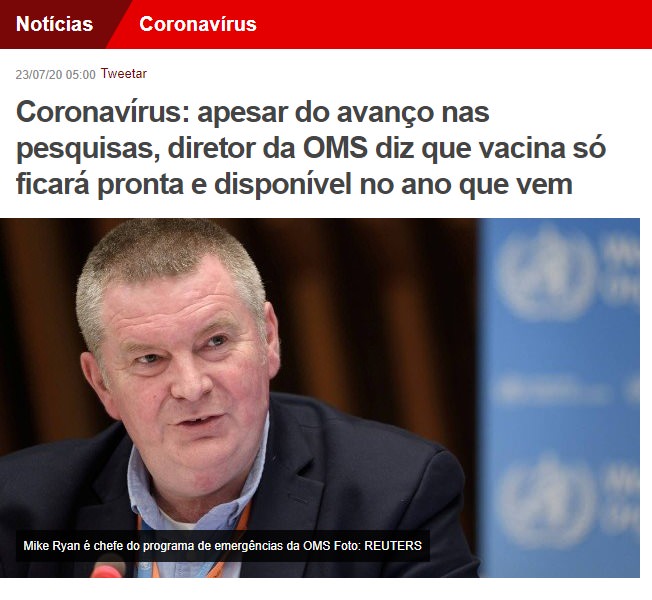 Notícias Coronavírus
23/07/20 05:00 Tweetar
Coronavírus: apesar do avanço nas
pesquisas, diretor da OMS diz que vacina só
ficará pronta e disponível no ano que vem
Mike Ryan é chefe do programa de emergências da OMS Foto: REUTERS